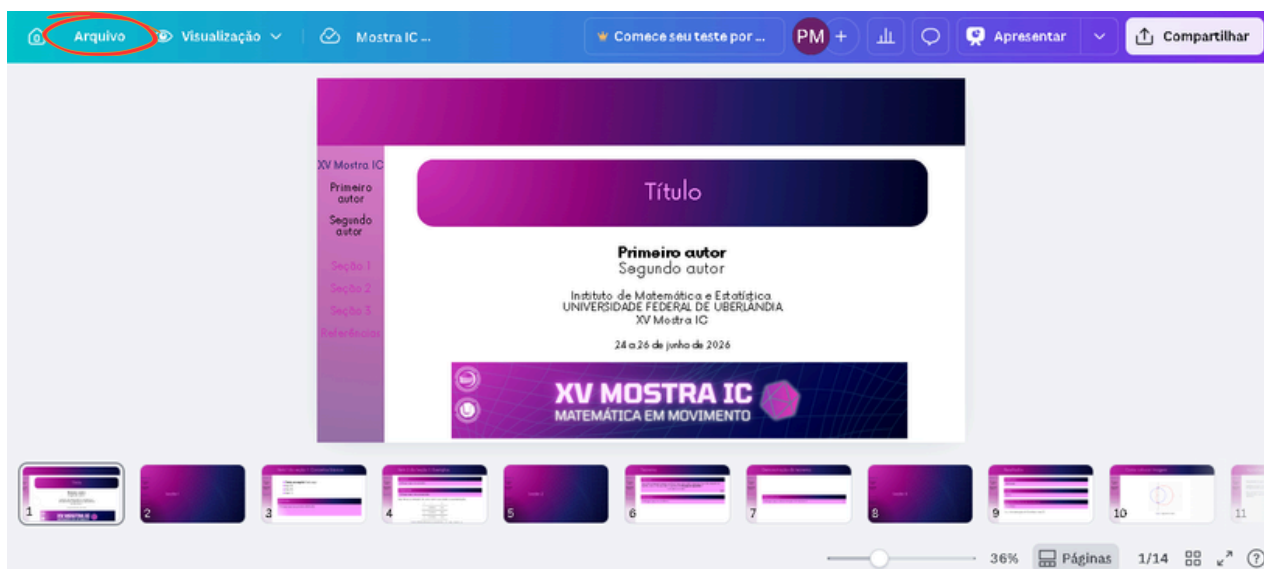 Arquivo
Visualização
Mostra IC ...
Comece seu teste por ...
PM
+
Apresentar
Compartilhar
XV Mostra IC
Primeiro
autor
Segundo
autor
Seção 1
Seção 2
Seção 3
Referências
Título
Primeiro autor
Segundo autor
Instituto de Matemática e Estatística
UNIVERSIDADE FEDERAL DE UBERLÂNDIA
XV Mostra IC
24 a 26 de junho de 2026
XV MOSTRA IC
MATEMÁTICA EM MOVIMENTO
1
2
3
4
5
6
7
8
9
10
11
36%
Páginas
1/14
?